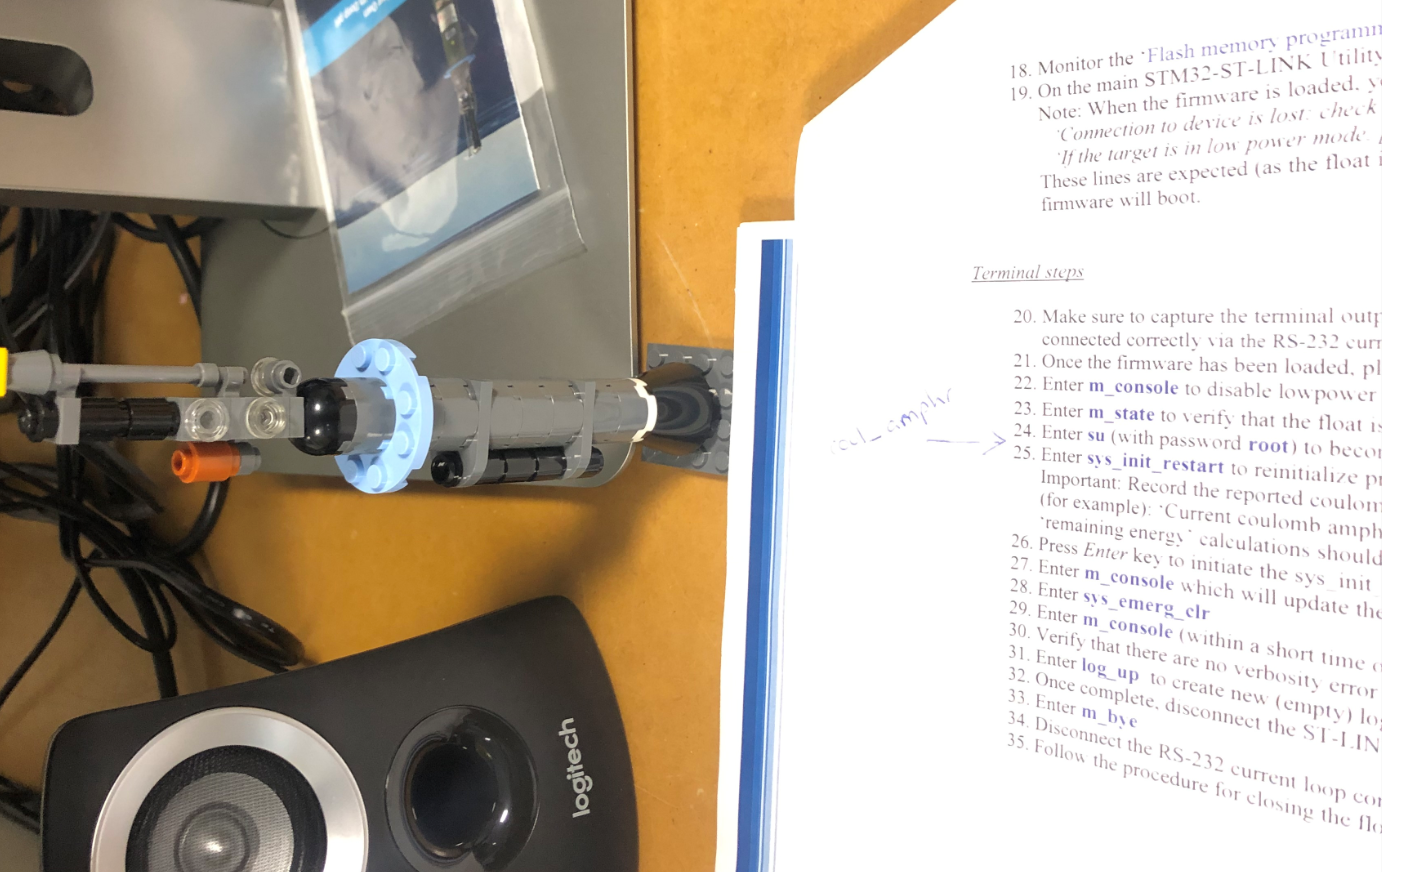 18. Monitor the 'Flash memory programm
19. On the main STM32-ST-LINK Utility
Note: When the firmware is loaded, y
'Connection to device is lost: check
'If the target is in low power mode.
These lines are expected (as the float i
firmware will boot.
Terminal steps
20. Make sure to capture the terminal outp
connected correctly via the RS-232 curr
21. Once the firmware has been loaded, pl
22. Enter m_console to disable lowpower
23. Enter m_state to verify that the float is
24. Enter su (with password root) to becor
25. Enter sys_init_restart to reinitialize pr
Important: Record the reported coulom
(for example): 'Current coulomb amph
'remaining energy' calculations should
26. Press Enter key to initiate the sys_init
27. Enter m_console which will update the
28. Enter sys_emerg_clr
29. Enter m_console (within a short time o
30. Verify that there are no verbosity error
31. Enter log_up to create new (empty) log
32. Once complete, disconnect the ST-LIN
33. Enter m_bye
34. Disconnect the RS-232 current loop cor
35. Follow the procedure for closing the flo
logitech